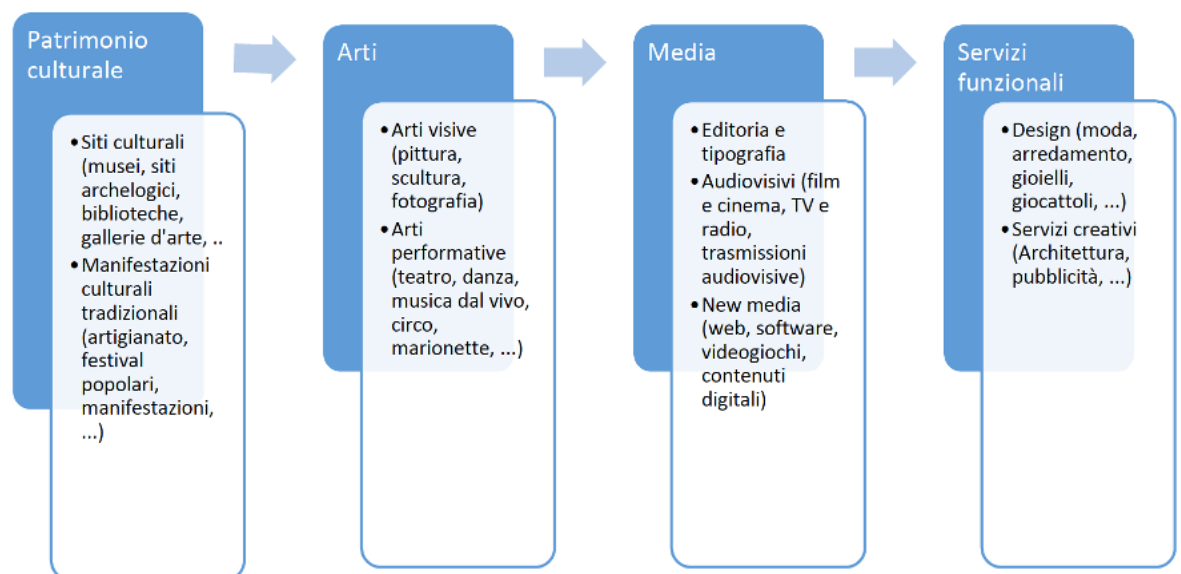 Patrimonio
culturale
•Siti culturali
(musei, siti
archelogici,
biblioteche,
gallerie d'arte, ..
•Manifestazioni
culturali
tradizionali
(artigianato,
festival
popolari,
manifestazioni,
...)
Arti
•Arti visive
(pittura,
scultura,
fotografia)
•Arti
performative
(teatro, danza,
musica dal vivo,
circo,
marionette, ...)
Media
•Editoria e
tipografia
•Audiovisivi (film
e cinema, TV e
radio,
trasmissioni
audiovisive)
•New media
(web, software,
videogiochi,
contenuti
digitali)
Servizi
funzionali
•Design (moda,
arredamento,
gioielli,
giocattoli, ...)
•Servizi creativi
(Architettura,
pubblicità, ...)